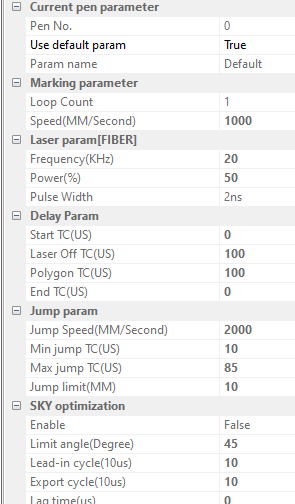 Current pen parameter
Pen No. 0
Use default param True
Param name Default
Marking parameter
Loop Count 1
Speed(MM/Second) 1000
Laser param[FIBER]
Frequency(KHz) 20
Power(%) 50
Pulse Width 2ns
Delay Param
Start TC(US) 0
Laser Off TC(US) 100
Polygon TC(US) 100
End TC(US) 0
Jump param
Jump Speed(MM/Second) 2000
Min jump TC(US) 10
Max jump TC(US) 85
Jump limit(MM) 10
SKY optimization
Enable False
Limit angle(Degree) 45
Lead-in cycle(10us) 10
Export cycle(10us) 10
Lag time(us) 0